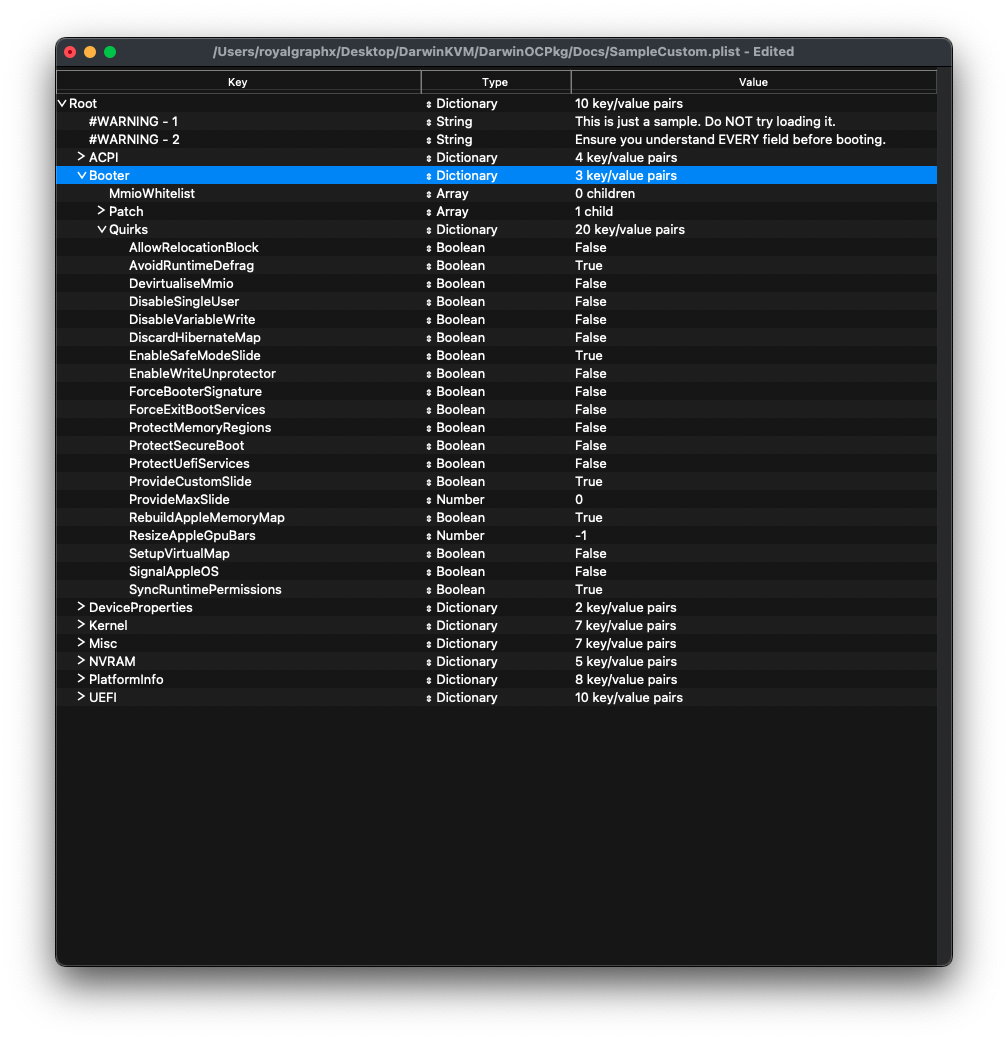 /Users/royalgraphx/Desktop/DarwinKVM/DarwinOCPkg/Docs/SampleCustom.plist - Edited
Key Type Value
Root Dictionary 10 key/value pairs
#WARNING - 1 String This is just a sample. Do NOT try loading it.
#WARNING - 2 String Ensure you understand EVERY field before booting.
ACPI Dictionary 4 key/value pairs
Booter Dictionary 3 key/value pairs
MmioWhitelist Array 0 children
Patch Array 1 child
Quirks Dictionary 20 key/value pairs
AllowRelocationBlock Boolean False
AvoidRuntimeDefrag Boolean True
DevirtualiseMmio Boolean False
DisableSingleUser Boolean False
DisableVariableWrite Boolean False
DiscardHibernateMap Boolean False
EnableSafeModeSlide Boolean True
EnableWriteUnprotector Boolean False
ForceBooterSignature Boolean False
ForceExitBootServices Boolean False
ProtectMemoryRegions Boolean False
ProtectSecureBoot Boolean False
ProtectUefiServices Boolean False
ProvideCustomSlide Boolean True
ProvideMaxSlide Number 0
RebuildAppleMemoryMap Boolean True
ResizeAppleGpuBars Number -1
SetupVirtualMap Boolean False
SignalAppleOS Boolean False
SyncRuntimePermissions Boolean True
DeviceProperties Dictionary 2 key/value pairs
Kernel Dictionary 7 key/value pairs
Misc Dictionary 7 key/value pairs
NVRAM Dictionary 5 key/value pairs
PlatformInfo Dictionary 8 key/value pairs
UEFI Dictionary 10 key/value pairs